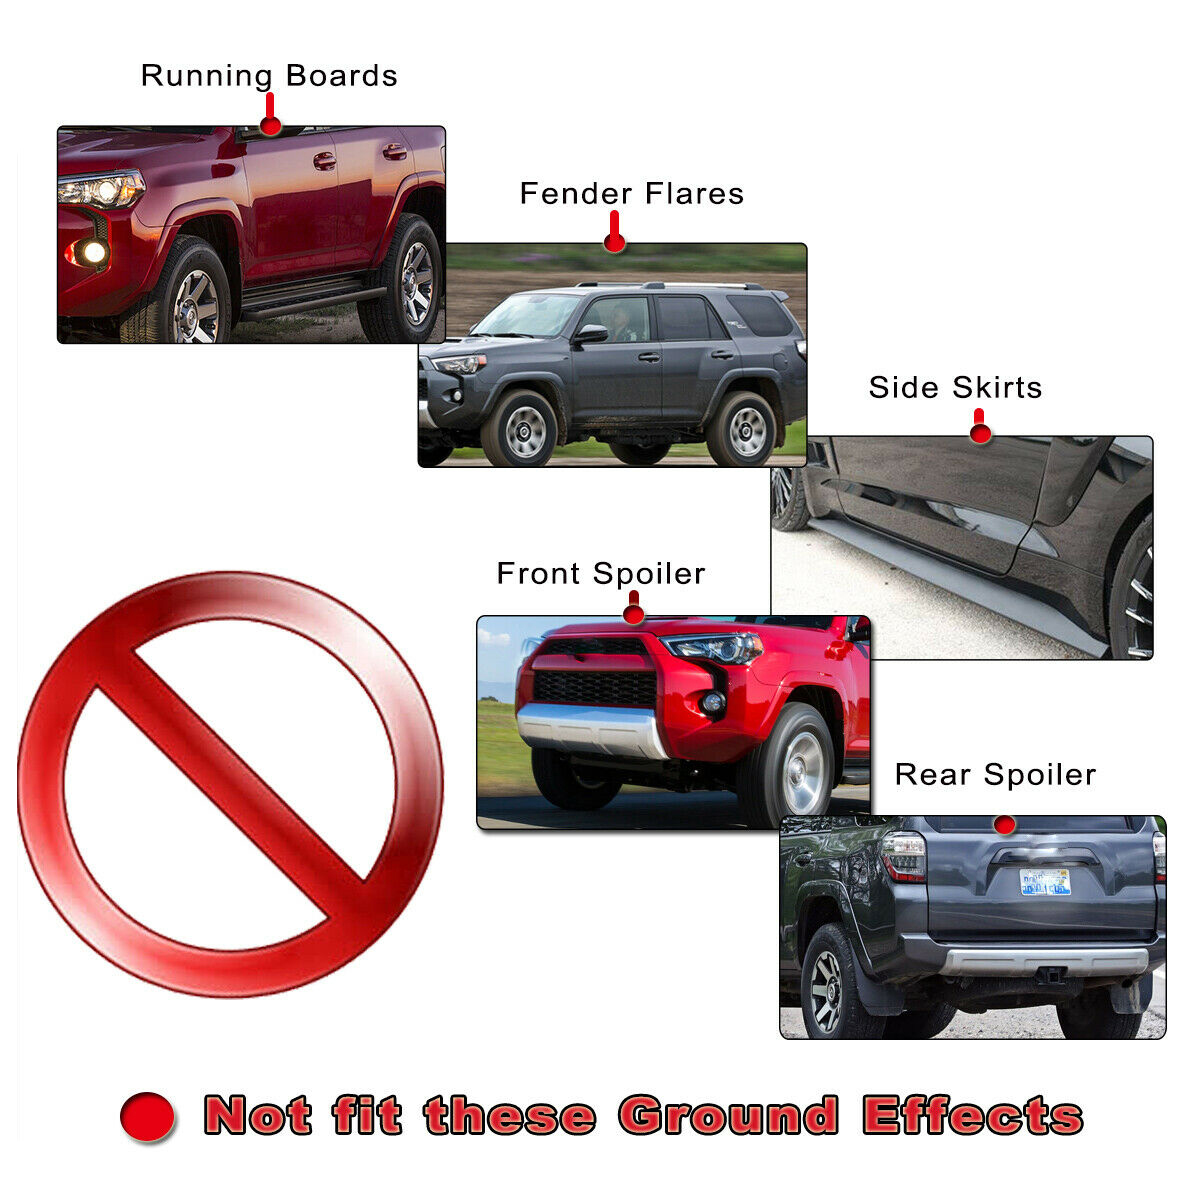 Running Boards
Fender Flares
Side Skirts
Front Spoiler
Rear Spoiler
Not fit these Ground Effects